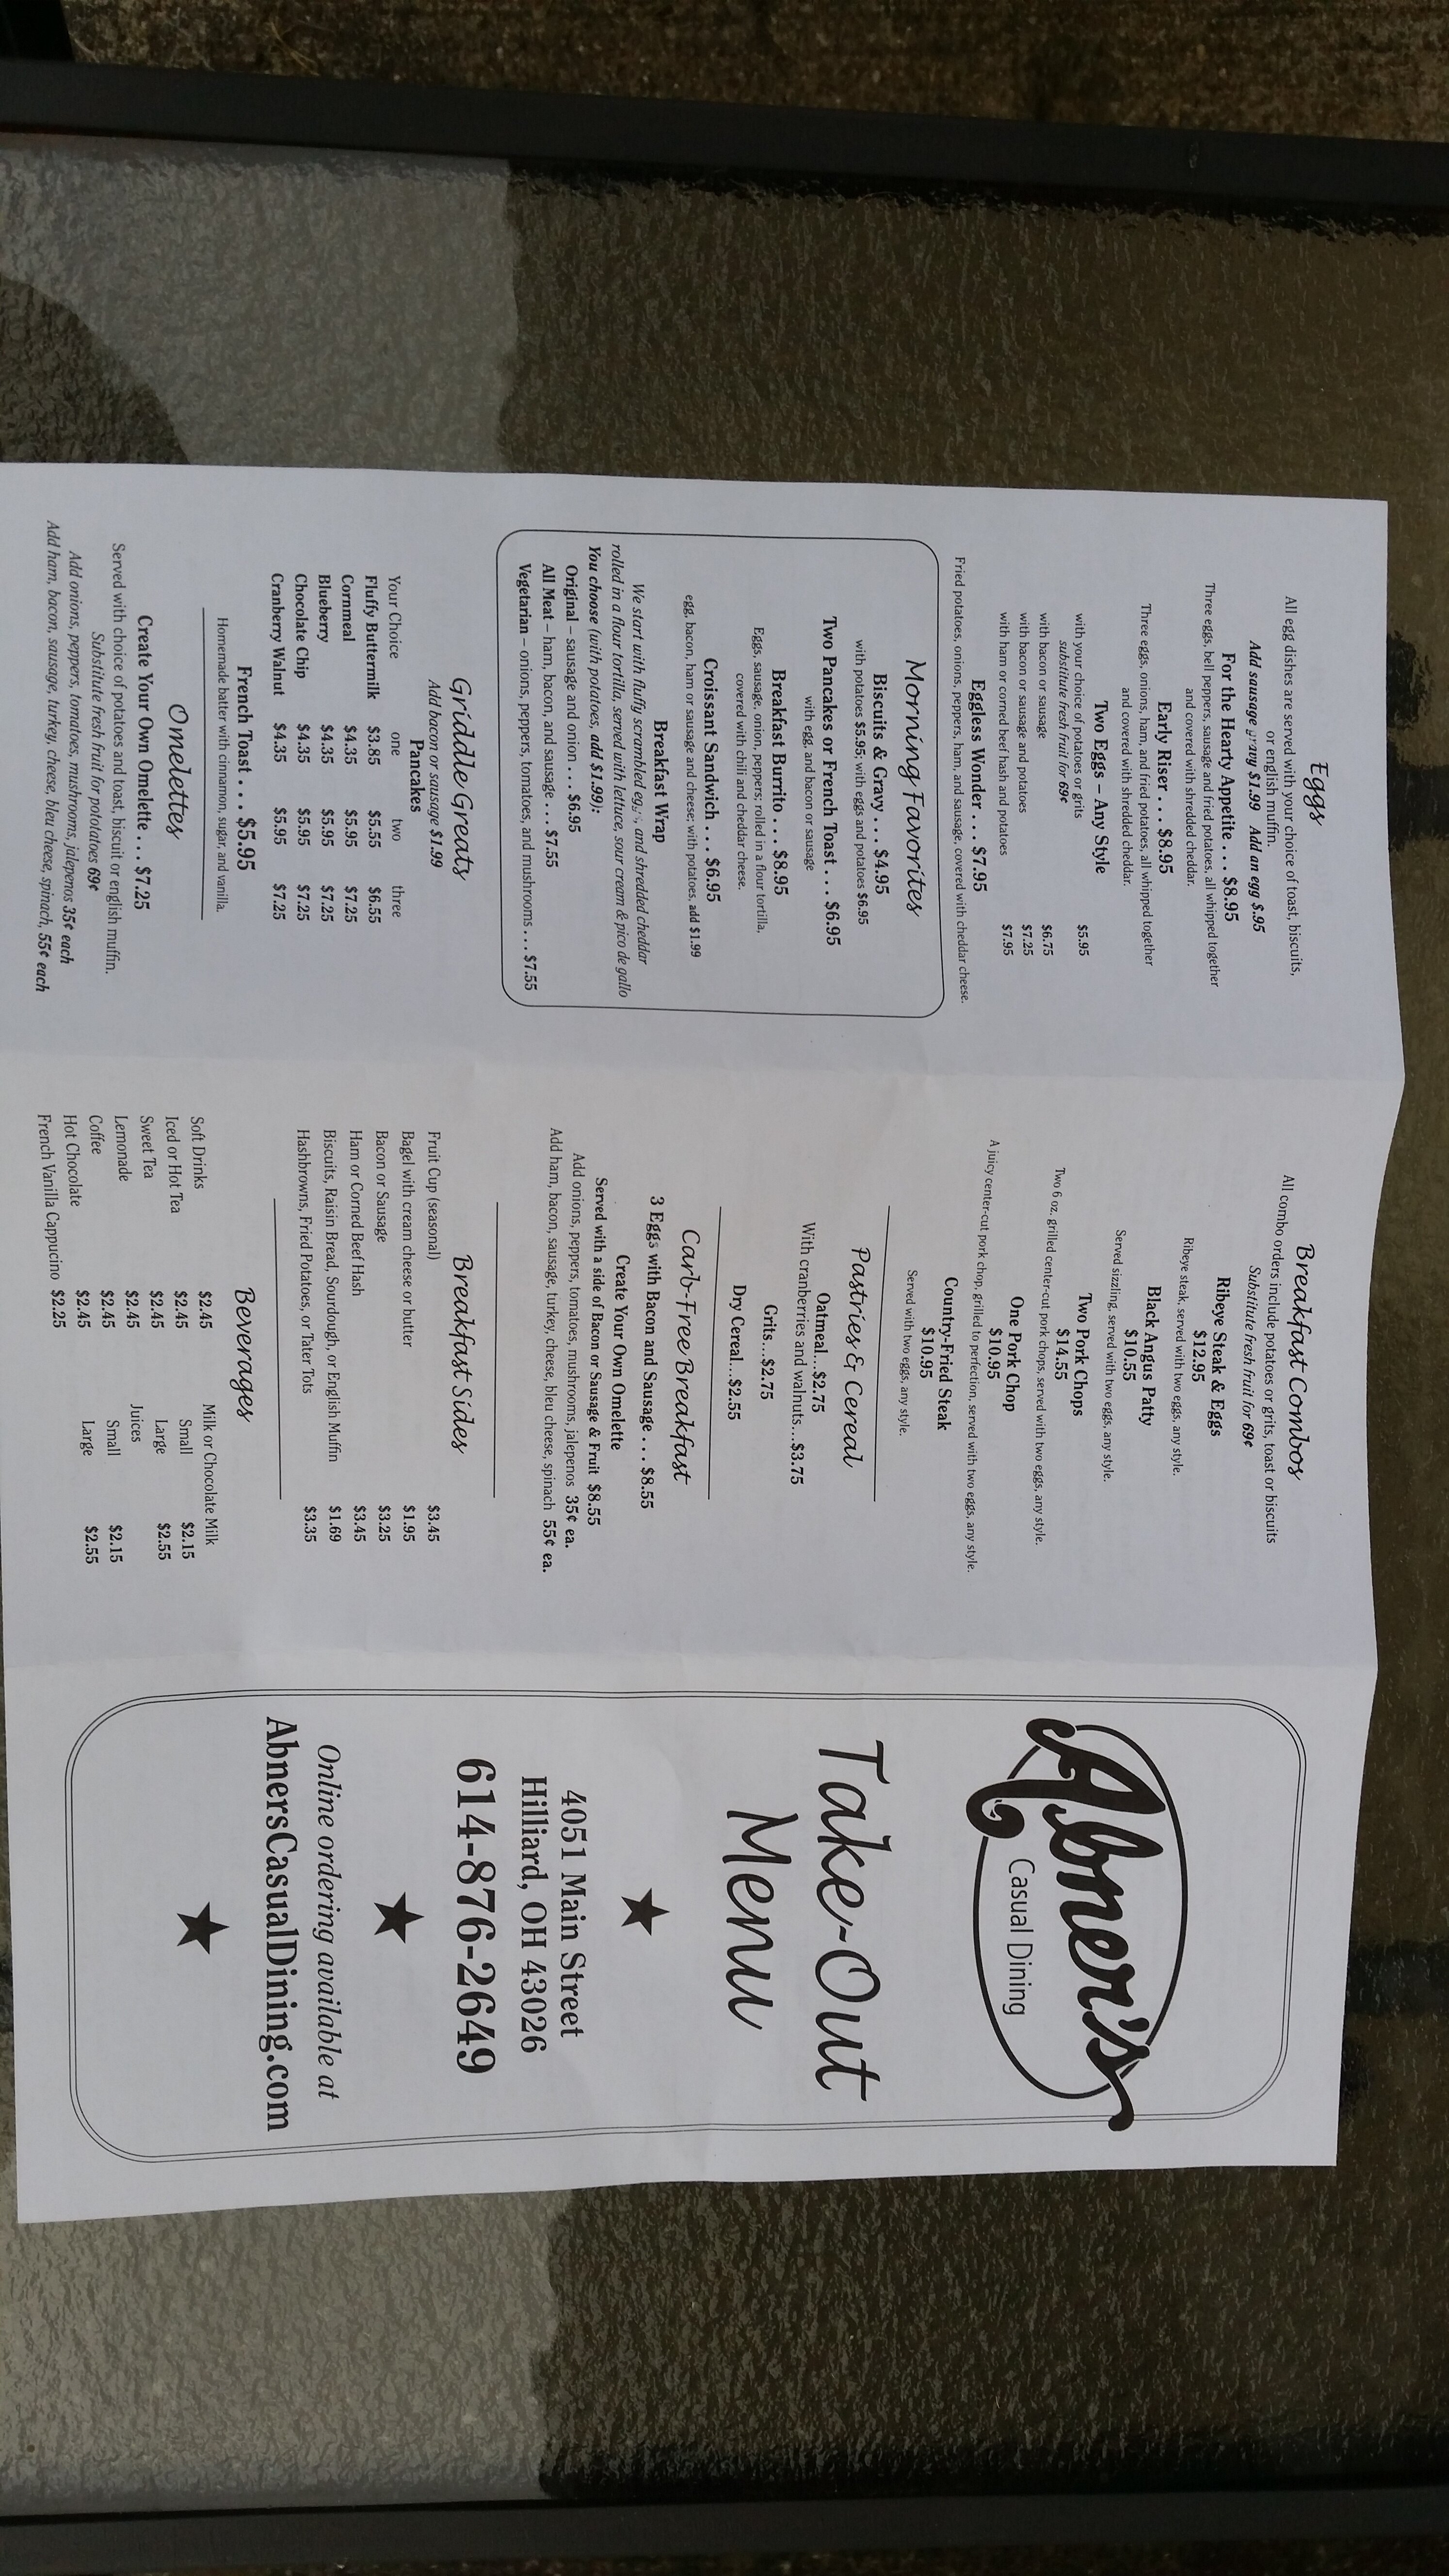 Eggs
All egg dishes are served with your choice of toast, biscuits,
or english muffin.
Add sausage gravy $1.99 Add an egg $.95
For the Hearty Appetite . . . $8.95
Three eggs, bell peppers, sausage and fried potatoes, all whipped together
and covered with shredded cheddar.
Early Riser . . . $8.95
Three eggs, onions, ham, and fried potatoes, all whipped together
and covered with shredded cheddar.
Two Eggs – Any Style
with your choice of potatoes or grits $5.95
substitute fresh fruit for 69¢
with bacon or sausage $6.75
with bacon or sausage and potatoes $7.25
with ham or corned beef hash and potatoes $7.95
Eggless Wonder . . . $7.95
Fried potatoes, onions, peppers, ham, and sausage, covered with cheddar cheese.
Morning Favorites
Biscuits & Gravy . . . $4.95
with potatoes $5.95; with eggs and potatoes $6.95
Two Pancakes or French Toast . . . $6.95
with egg, and bacon or sausage
Breakfast Burrito . . . $8.95
Eggs, sausage, onion, peppers; rolled in a flour tortilla,
covered with chili and cheddar cheese.
Croissant Sandwich . . . $6.95
egg, bacon, ham or sausage and cheese; with potatoes, add $1.99
Breakfast Wrap
We start with fluffy scrambled eggs, and shredded cheddar
rolled in a flour tortilla, served with lettuce, sour cream & pico de gallo
You choose (with potatoes, add $1.99):
Original – sausage and onion . . . $6.95
All Meat – ham, bacon, and sausage . . . $7.55
Vegetarian – onions, peppers, tomatoes, and mushrooms . . . $7.55
Griddle Greats
Add bacon or sausage $1.99
Pancakes
Your Choice one two three
Fluffy Buttermilk $3.85 $5.55 $6.55
Cornmeal $4.35 $5.95 $7.25
Blueberry $4.35 $5.95 $7.25
Chocolate Chip $4.35 $5.95 $7.25
Cranberry Walnut $4.35 $5.95 $7.25
French Toast . . . $5.95
Homemade batter with cinnamon, sugar, and vanilla.
Omelettes
Create Your Own Omelette . . . $7.25
Served with choice of potatoes and toast, biscuit or english muffin.
Substitute fresh fruit for pototatoes 69¢
Add onions, peppers, tomatoes, mushrooms, jalepenos 35¢ each
Add ham, bacon, sausage, turkey, cheese, bleu cheese, spinach, 55¢ each
Breakfast Combos
All combo orders include potatoes or grits, toast or biscuits
Substitute fresh fruit for 69¢
Ribeye Steak & Eggs
$12.95
Ribeye steak, served with two eggs, any style.
Black Angus Patty
$10.55
Served sizzling, served with two eggs, any style.
Two Pork Chops
$14.55
Two 6 oz. grilled center-cut pork chops, served with two eggs, any style.
One Pork Chop
$10.95
A juicy center-cut pork chop, grilled to perfection, served with two eggs, any style.
Country-Fried Steak
$10.95
Served with two eggs, any style.
Pastries & Cereal
Oatmeal...$2.75
With cranberries and walnuts....$3.75
Grits....$2.75
Dry Cereal...$2.55
Carb-Free Breakfast
3 Eggs with Bacon and Sausage . . . $8.55
Create Your Own Omelette
Served with a side of Bacon or Sausage & Fruit $8.55
Add onions, peppers, tomatoes, mushrooms, jalepenos 35¢ ea.
Add ham, bacon, sausage, turkey, cheese, bleu cheese, spinach 55¢ ea.
Breakfast Sides
Fruit Cup (seasonal) $3.45
Bagel with cream cheese or butter $1.95
Bacon or Sausage $3.25
Ham or Corned Beef Hash $3.45
Biscuits, Raisin Bread, Sourdough, or English Muffin $1.69
Hashbrowns, Fried Potatoes, or Tater Tots $3.35
Beverages
Soft Drinks $2.45
Iced or Hot Tea $2.45
Sweet Tea $2.45
Lemonade $2.45
Coffee $2.45
Hot Chocolate $2.45
French Vanilla Cappucino $2.25
Milk or Chocolate Milk
Small $2.15
Large $2.55
Juices
Small $2.15
Large $2.55
Abner's
Casual Dining
Take-Out
Menu
4051 Main Street
Hilliard, OH 43026
614-876-2649
Online ordering available at
AbnersCasualDining.com